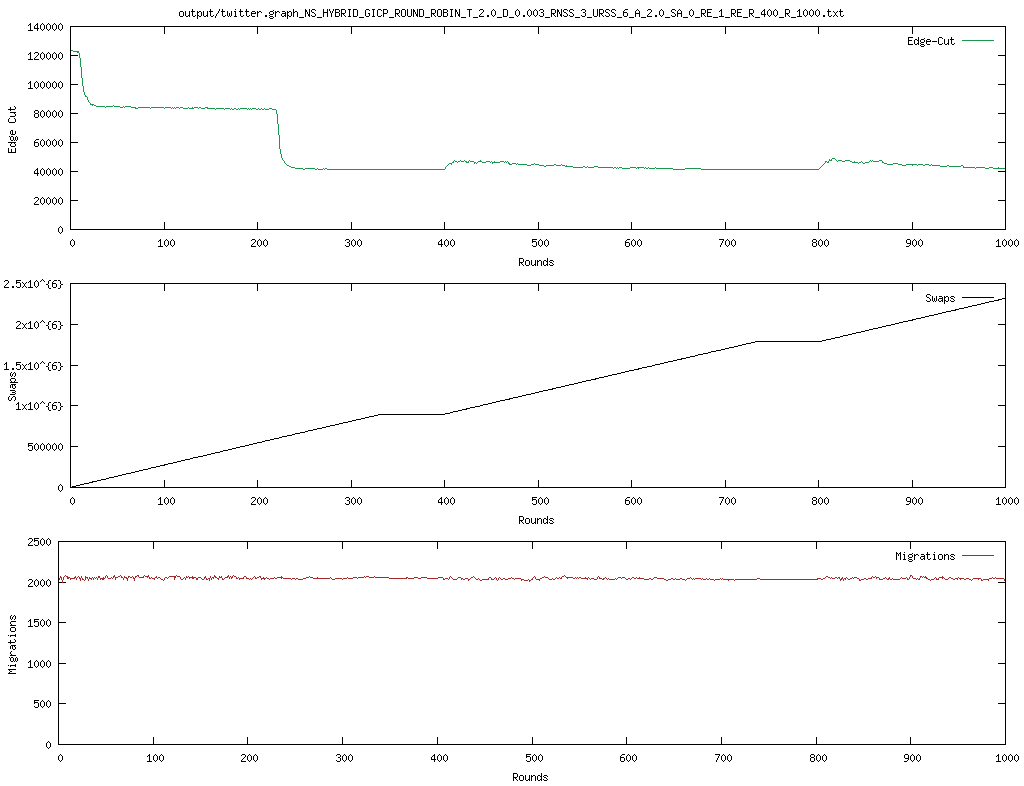 output/twitter.graph_NS_HYBRID_GICP_ROUND_ROBIN_T_2.0_D_0.003_RNSS_3_URSS_6_A_2.0_SA_0_RE_1_RE_R_400_R_1000.txt
140000
120000
100000
80000
60000
40000
20000
0
Edge Cut
Edge-Cut
0 100 200 300 400 500 600 700 800 900 1000
Rounds
2.5x10^{6}
2x10^{6}
1.5x10^{6}
1x10^{6}
500000
0
Swaps
Swaps
0 100 200 300 400 500 600 700 800 900 1000
Rounds
2500
2000
1500
1000
500
0
Migrations
Migrations
0 100 200 300 400 500 600 700 800 900 1000
Rounds